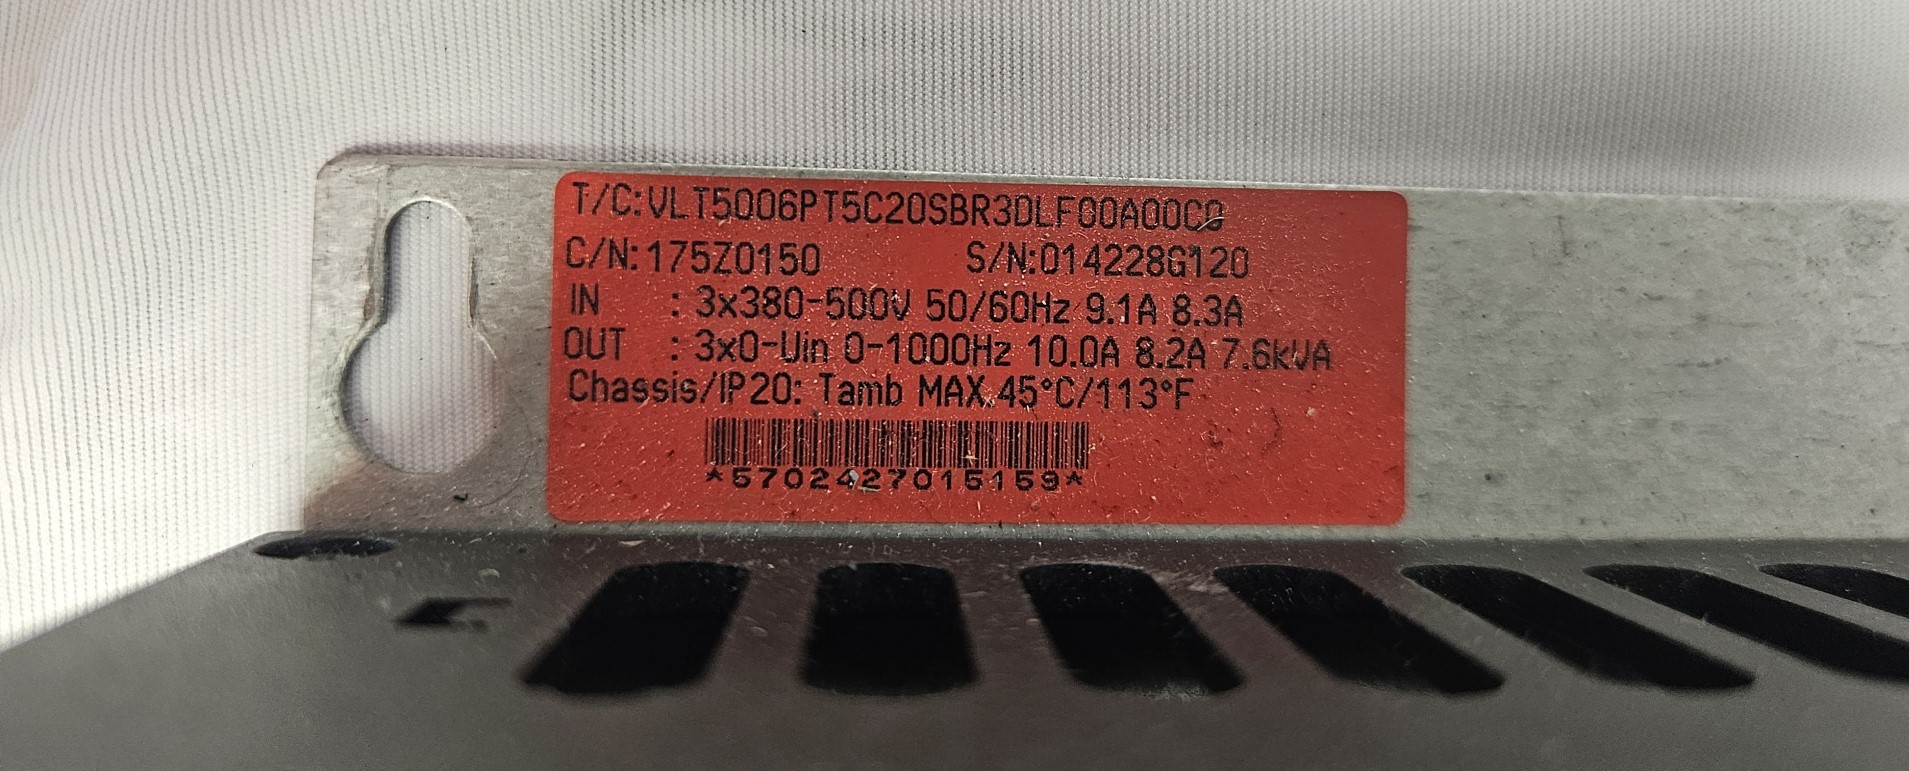 T/C:VLT5006PT5C20SBR3DLF00A00C0
C/N:175Z0150 S/N:014228G120
IN : 3x380-500V 50/60Hz 9.1A 8.3A
OUT : 3x0-Uin 0-1000Hz 10.0A 8.2A 7.6kVA
Chassis/IP20: Tamb MAX.45°C/113°F
*5702427015159*